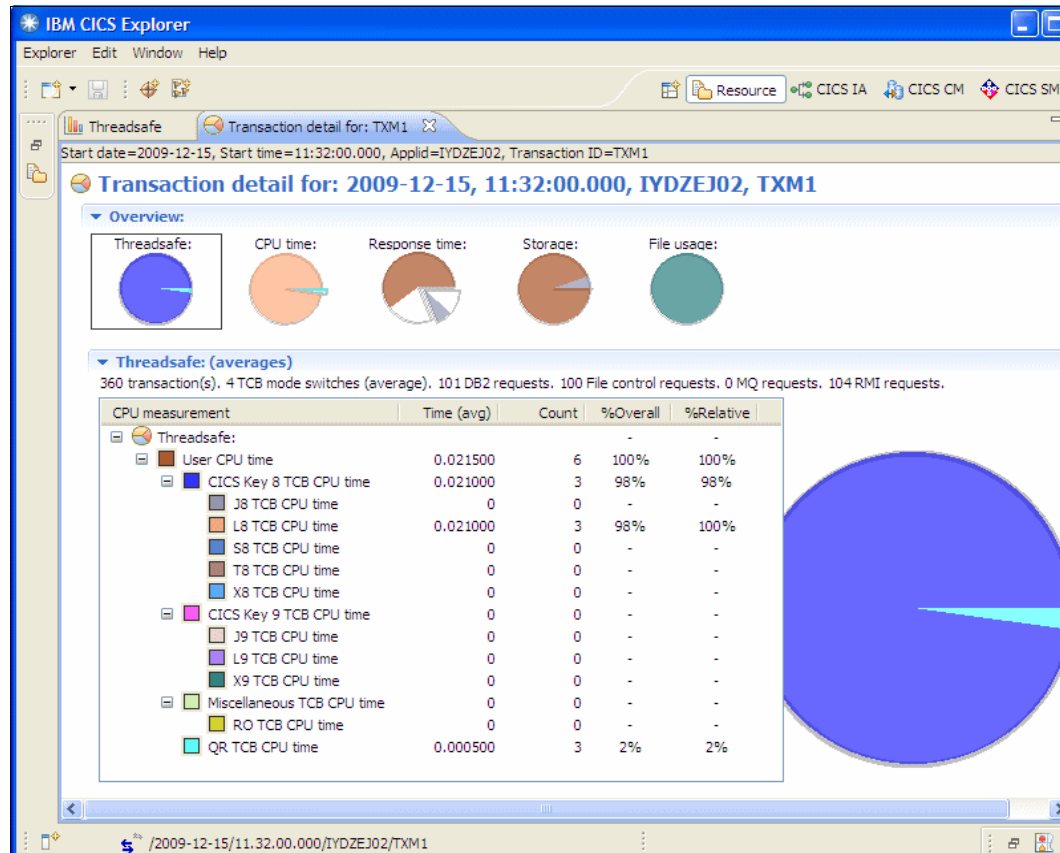 IBM CICS Explorer
Explorer Edit Window Help
Resource CICS IA CICS CM CICS SM
Threadsafe Transaction detail for: TXM1
Start date=2009-12-15, Start time=11:32:00.000, Applid=IYDZEJ02, Transaction ID=TXM1
Transaction detail for: 2009-12-15, 11:32:00.000, IYDZEJ02, TXM1
Overview:
Threadsafe: CPU time: Response time: Storage: File usage:
Threadsafe: (averages)
360 transaction(s). 4 TCB mode switches (average). 101 DB2 requests. 100 File control requests. 0 MQ requests. 104 RMI requests.
CPU measurement Time (avg) Count %Overall %Relative
Threadsafe: - -
User CPU time 0.021500 6 100% 100%
CICS Key 8 TCB CPU time 0.021000 3 98% 98%
J8 TCB CPU time 0 0 - -
L8 TCB CPU time 0.021000 3 98% 100%
S8 TCB CPU time 0 0 - -
T8 TCB CPU time 0 0 - -
X8 TCB CPU time 0 0 - -
CICS Key 9 TCB CPU time 0 0 - -
J9 TCB CPU time 0 0 - -
L9 TCB CPU time 0 0 - -
X9 TCB CPU time 0 0 - -
Miscellaneous TCB CPU time 0 0 - -
RO TCB CPU time 0 0 - -
QR TCB CPU time 0.000500 3 2% 2%
/2009-12-15/11.32.00.000/IYDZEJ02/TXM1